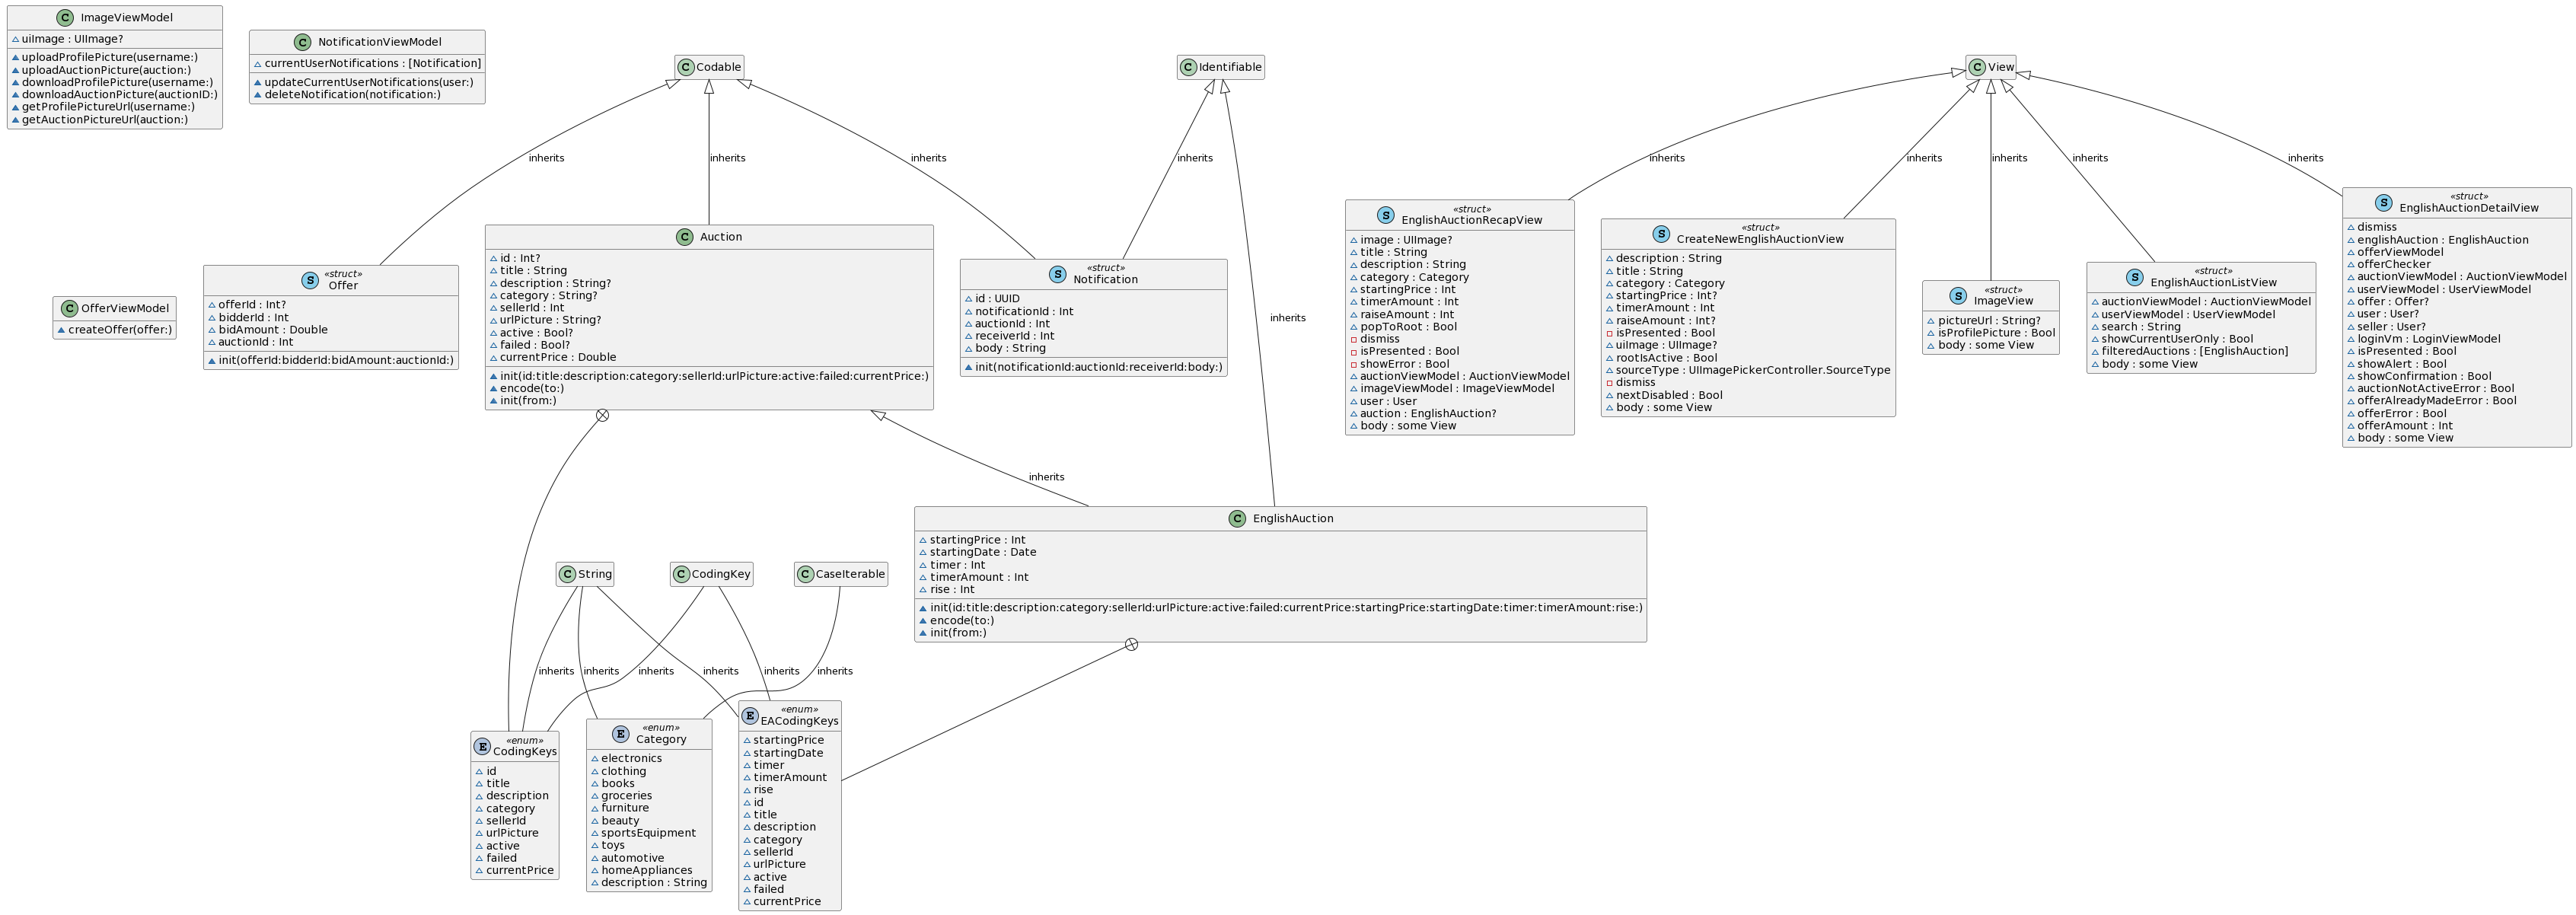 C ImageViewModel
uiImage : UIImage?
uploadProfilePicture(username:)
uploadAuctionPicture(auction:)
downloadProfilePicture(username:)
downloadAuctionPicture(auctionID:)
getProfilePictureUrl(username:)
getAuctionPictureUrl(auction:)
C NotificationViewModel
currentUserNotifications : [Notification]
updateCurrentUserNotifications(user:)
deleteNotification(notification:)
C Codable
C Identifiable
C View
inherits
inherits
inherits
inherits
inherits
inherits
inherits
inherits
inherits
inherits
C OfferViewModel
createOffer(offer:)
S «struct»
Offer
offerId : Int?
bidderId : Int
bidAmount : Double
auctionId : Int
init(offerId:bidderId:bidAmount:auctionId:)
C Auction
id : Int?
title : String
description : String?
category : String?
sellerId : Int
urlPicture : String?
active : Bool?
failed : Bool?
currentPrice : Double
init(id:title:description:category:sellerId:urlPicture:active:failed:currentPrice:)
encode(to:)
init(from:)
S «struct»
Notification
id : UUID
notificationId : Int
auctionId : Int
receiverId : Int
body : String
init(notificationId:auctionId:receiverId:body:)
S «struct»
EnglishAuctionRecapView
image : UIImage?
title : String
description : String
category : Category
startingPrice : Int
timerAmount : Int
raiseAmount : Int
popToRoot : Bool
dismiss
isPresented : Bool
showError : Bool
auctionViewModel : AuctionViewModel
imageViewModel : ImageViewModel
user : User
auction : EnglishAuction?
body : some View
S «struct»
CreateNewEnglishAuctionView
description : String
title : String
category : Category
startingPrice : Int?
timerAmount : Int
raiseAmount : Int?
isPresented : Bool
uiImage : UIImage?
rootIsActive : Bool
sourceType : UIImagePickerController.SourceType
dismiss
nextDisabled : Bool
body : some View
S «struct»
ImageView
pictureUrl : String?
isProfilePicture : Bool
body : some View
S «struct»
EnglishAuctionListView
auctionViewModel : AuctionViewModel
userViewModel : UserViewModel
search : String
showCurrentUserOnly : Bool
filteredAuctions : [EnglishAuction]
body : some View
S «struct»
EnglishAuctionDetailView
dismiss
englishAuction : EnglishAuction
offerViewModel
offerChecker
auctionViewModel : AuctionViewModel
userViewModel : UserViewModel
offer : Offer?
user : User?
seller : User?
loginVm : LoginViewModel
isPresented : Bool
showAlert : Bool
showConfirmation : Bool
auctionNotActiveError : Bool
offerAlreadyMadeError : Bool
offerError : Bool
offerAmount : Int
body : some View
inherits
C String
C CodingKey
C CaseIterable
C EnglishAuction
startingPrice : Int
startingDate : Date
timer : Int
timerAmount : Int
rise : Int
init(id:title:description:category:sellerId:urlPicture:active:failed:currentPrice:startingPrice:startingDate:timer:timerAmount:rise:)
encode(to:)
init(from:)
inherits
inherits
inherits
inherits
inherits
inherits
E «enum»
CodingKeys
id
title
description
category
sellerId
urlPicture
active
failed
currentPrice
E «enum»
Category
electronics
clothing
books
groceries
furniture
beauty
sportsEquipment
toys
automotive
homeAppliances
description : String
E «enum»
EACodingKeys
startingPrice
startingDate
timer
timerAmount
rise
id
title
description
category
sellerId
urlPicture
active
failed
currentPrice